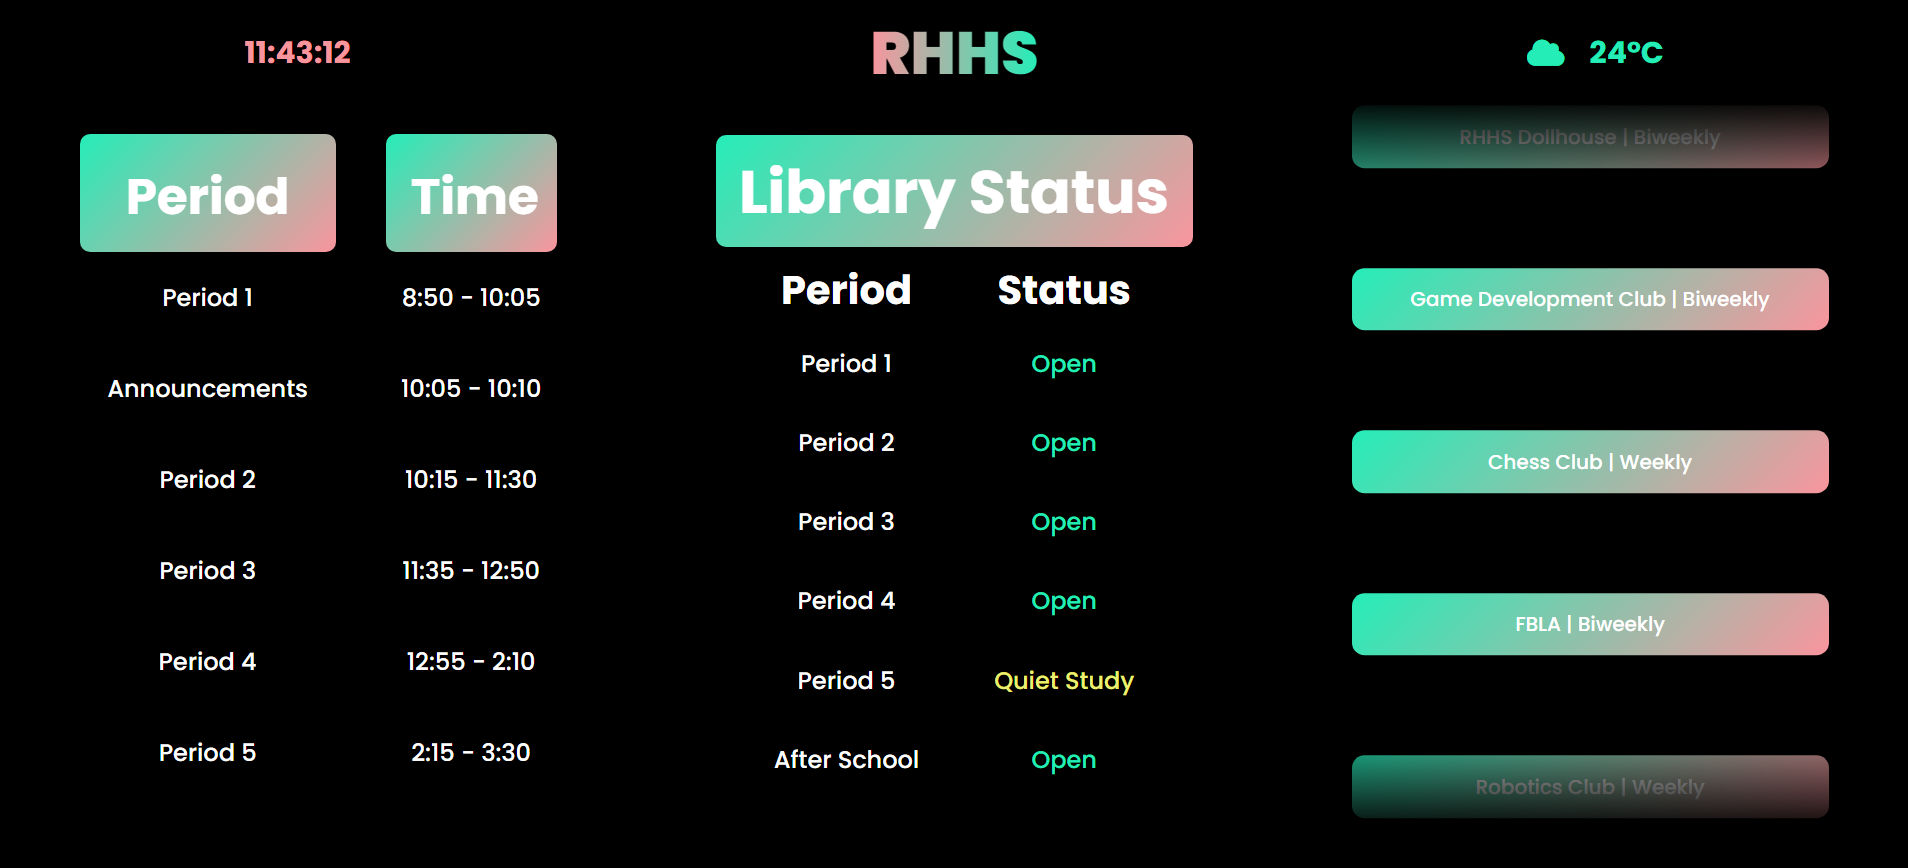 11:43:12
RHHS
24°C
Period Time
Period 1 8:50 - 10:05
Announcements 10:05 - 10:10
Period 2 10:15 - 11:30
Period 3 11:35 - 12:50
Period 4 12:55 - 2:10
Period 5 2:15 - 3:30
Library Status
Period Status
Period 1 Open
Period 2 Open
Period 3 Open
Period 4 Open
Period 5 Quiet Study
After School Open
RHHS Dollhouse | Biweekly
Game Development Club | Biweekly
Chess Club | Weekly
FBLA | Biweekly
Robotics Club | Weekly